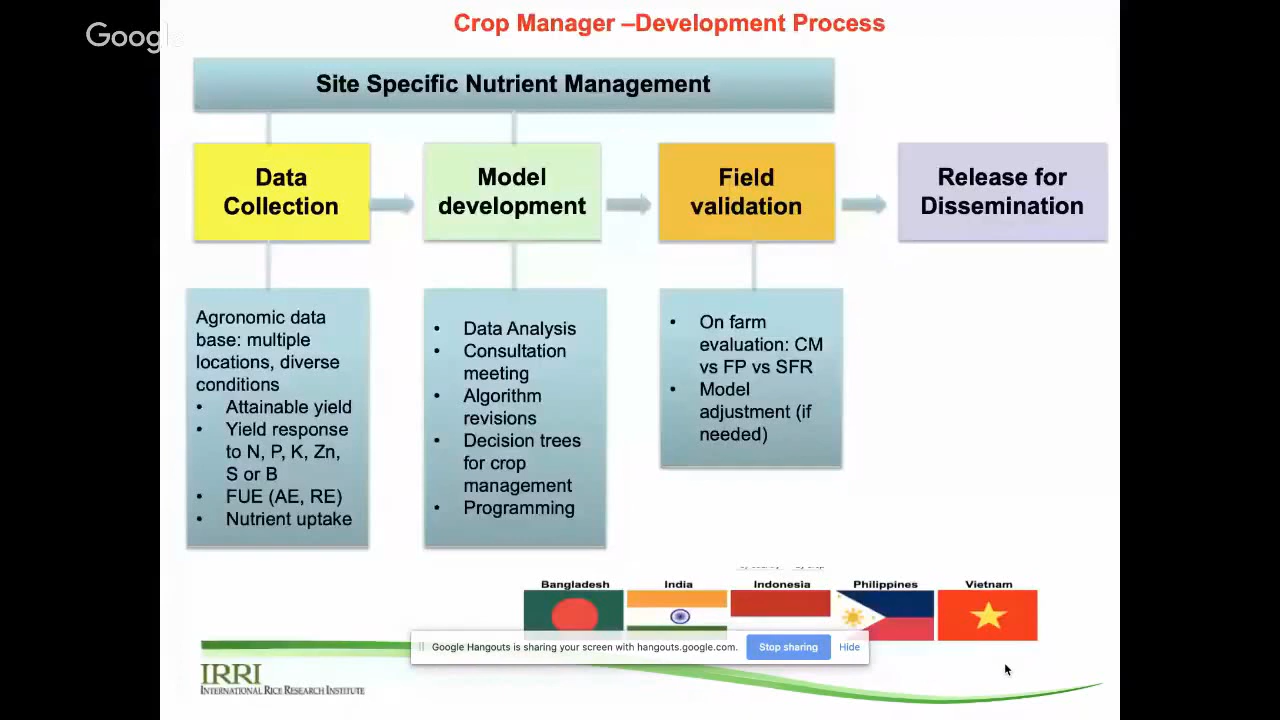 Google
Crop Manager –Development Process
Site Specific Nutrient Management
Data
Collection
Model
development
Field
validation
Release for
Dissemination
Agronomic data
base: multiple
locations, diverse
conditions
• Attainable yield
• Yield response
to N, P, K, Zn,
S or B
• FUE (AE, RE)
• Nutrient uptake
• Data Analysis
• Consultation
meeting
• Algorithm
revisions
• Decision trees
for crop
management
• Programming
• On farm
evaluation: CM
vs FP vs SFR
• Model
adjustment (if
needed)
Bangladesh
India
Indonesia
Philippines
Vietnam
Google Hangouts is sharing your screen with hangouts.google.com.
Stop sharing
Hide
IRRI
INTERNATIONAL RICE RESEARCH INSTITUTE